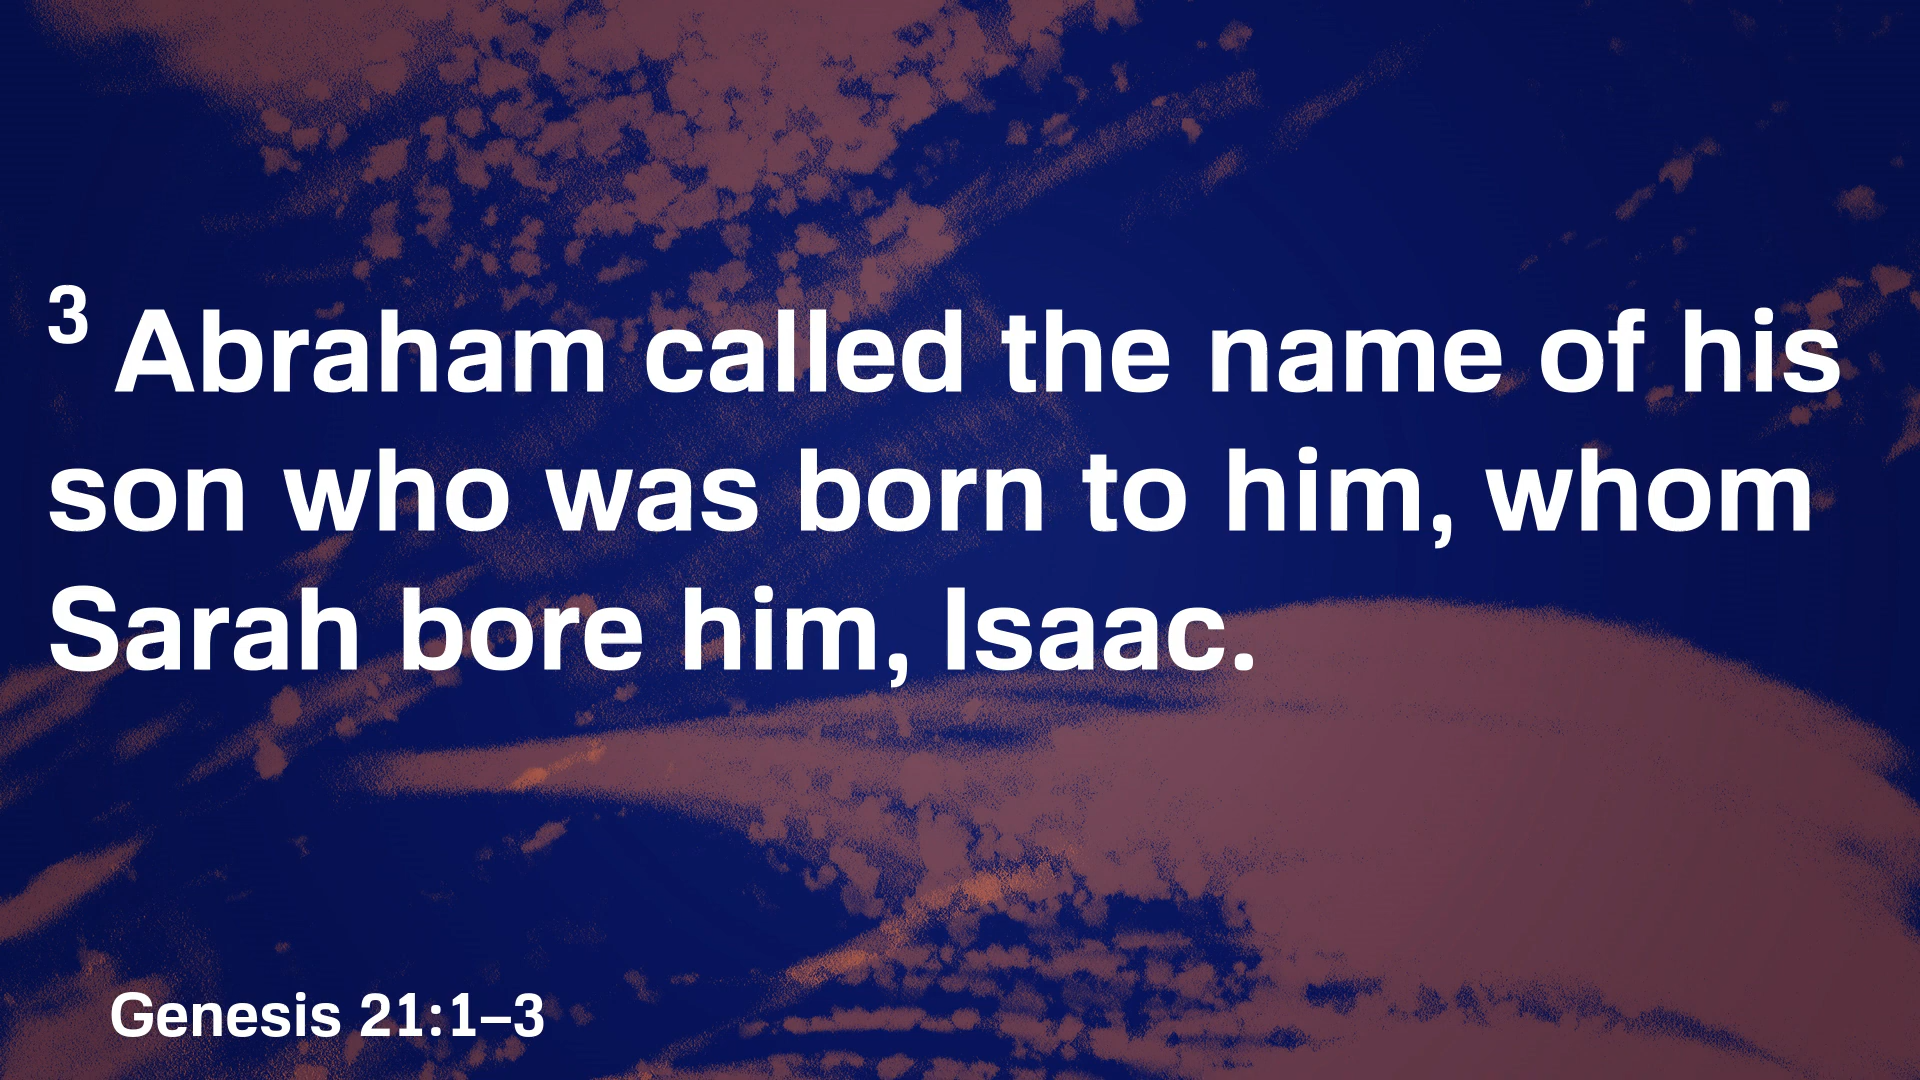 3 Abraham called the name of his
son who was born to him, whom
Sarah bore him, Isaac.
Genesis 21:1–3